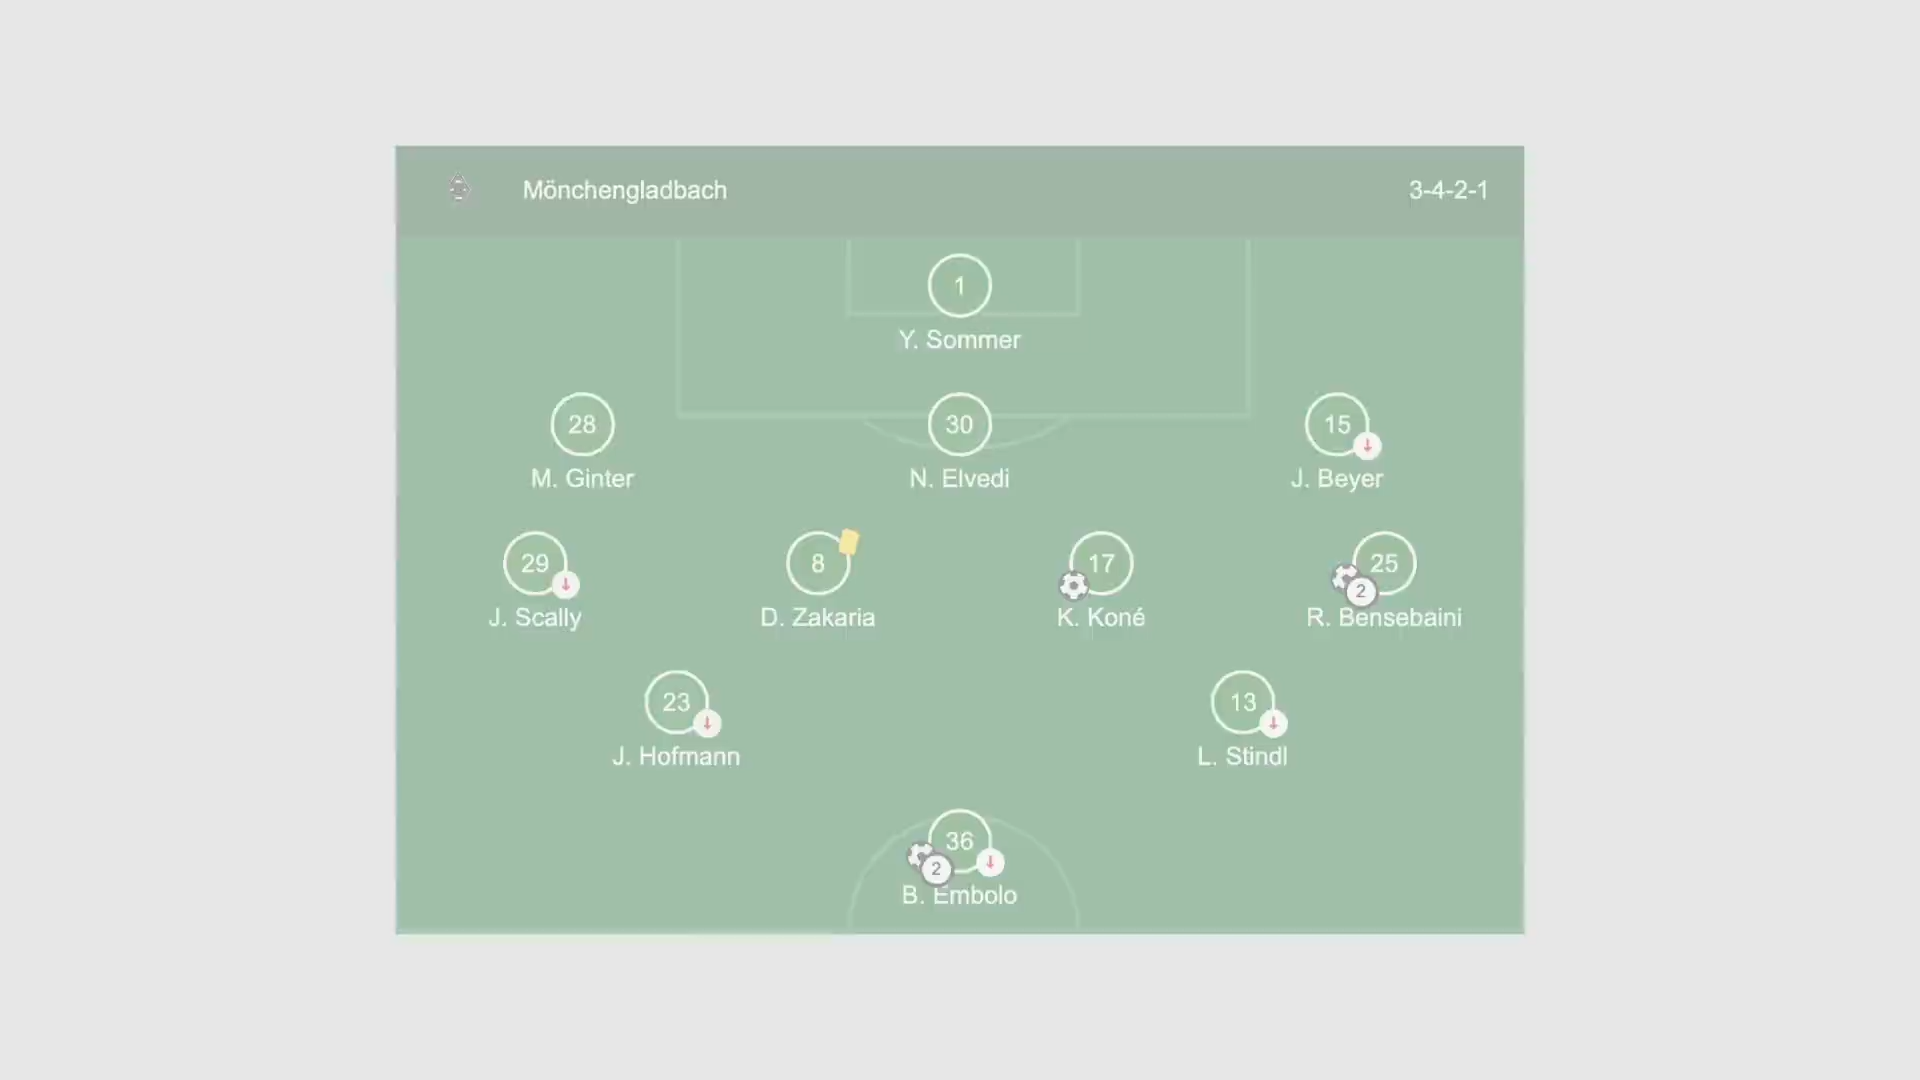 Mönchengladbach 3-4-2-1
1
Y. Sommer
28 30 15
M. Ginter N. Elvedi J. Beyer
29 8 17 25
2
J. Scally D. Zakaria K. Koné R. Bensebaini
23 13
J. Hofmann L. Stindl
36
2
B. Embolo